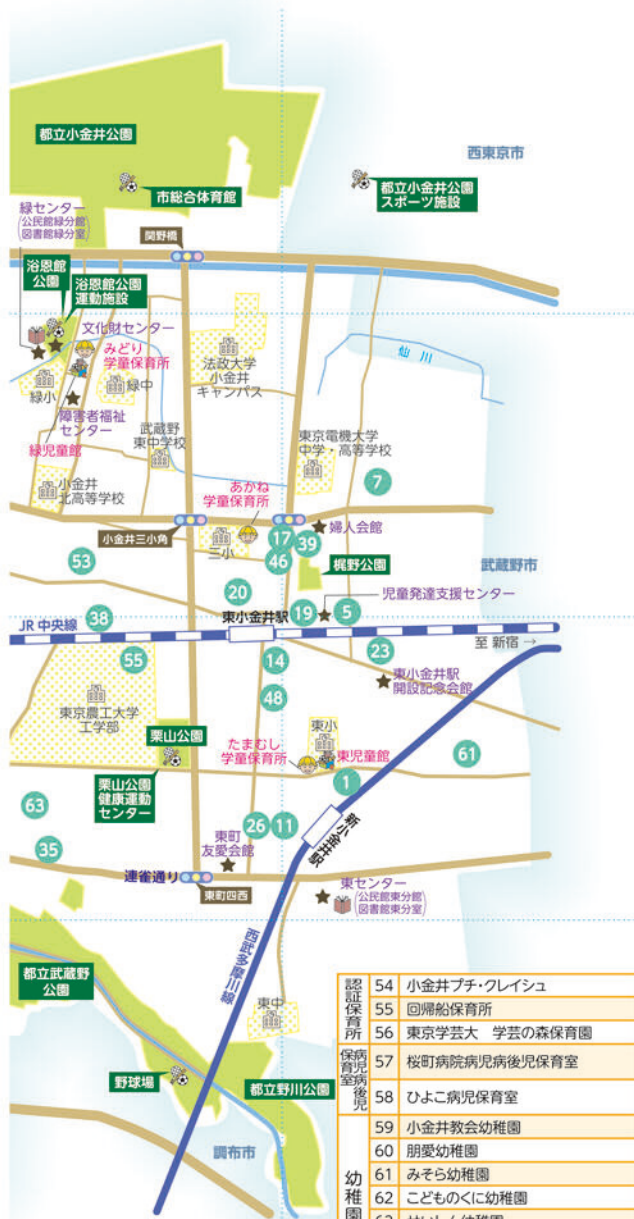 都立小金井公園
西東京市
市総合体育館
都立小金井公園
スポーツ施設
緑センター
(公民館緑分館
図書館緑分室)
関野橋
浴恩館
公園
浴恩館公園
運動施設
文化財センター
みどり
学童保育所
法政大学
小金井
キャンパス
仙川
緑小
緑中
障害者福祉
センター
緑児童館
武蔵野
東中学校
東京電機大学
中学・高等学校
7
小金井
北高等学校
あかね
学童保育所
小金井三小角
三小
17
39
婦人会館
46
53
梶野公園
武蔵野市
20
児童発達支援センター
38
東小金井駅
19
5
JR中央線
23
至 新宿 →
55
14
東京農工大学
工学部
48
東小金井駅
開設記念会館
栗山公園
東小
たまむし
学童保育所
東児童館
61
1
栗山公園
健康運動
センター
63
26
11
新小金井駅
35
東町
友愛会館
連雀通り
東町四西
東センター
(公民館東分館
図書館東分室)
西武多摩川線
都立武蔵野
公園
東中
野球場
都立野川公園
調布市
認証保育所
54 小金井プチ・クレイシュ
55 回帰船保育所
56 東京学芸大 学芸の森保育園
病児病後児保育室
57 桜町病院病児病後児保育室
58 ひよこ病児保育室
幼稚園
59 小金井教会幼稚園
60 朋愛幼稚園
61 みそら幼稚園
62 こどものくに幼稚園